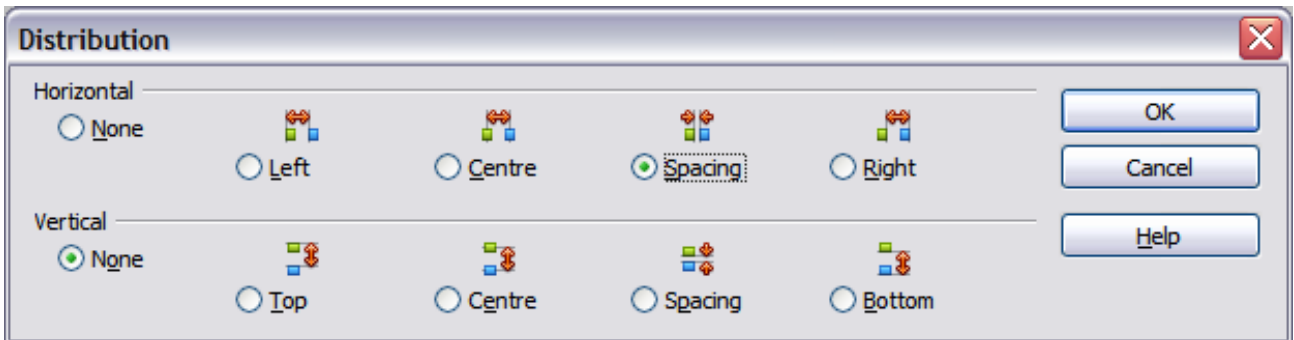 Distribution
Horizontal
None
Left
Centre
Spacing
Right
OK
Cancel
Vertical
None
Top
Centre
Spacing
Bottom
Help